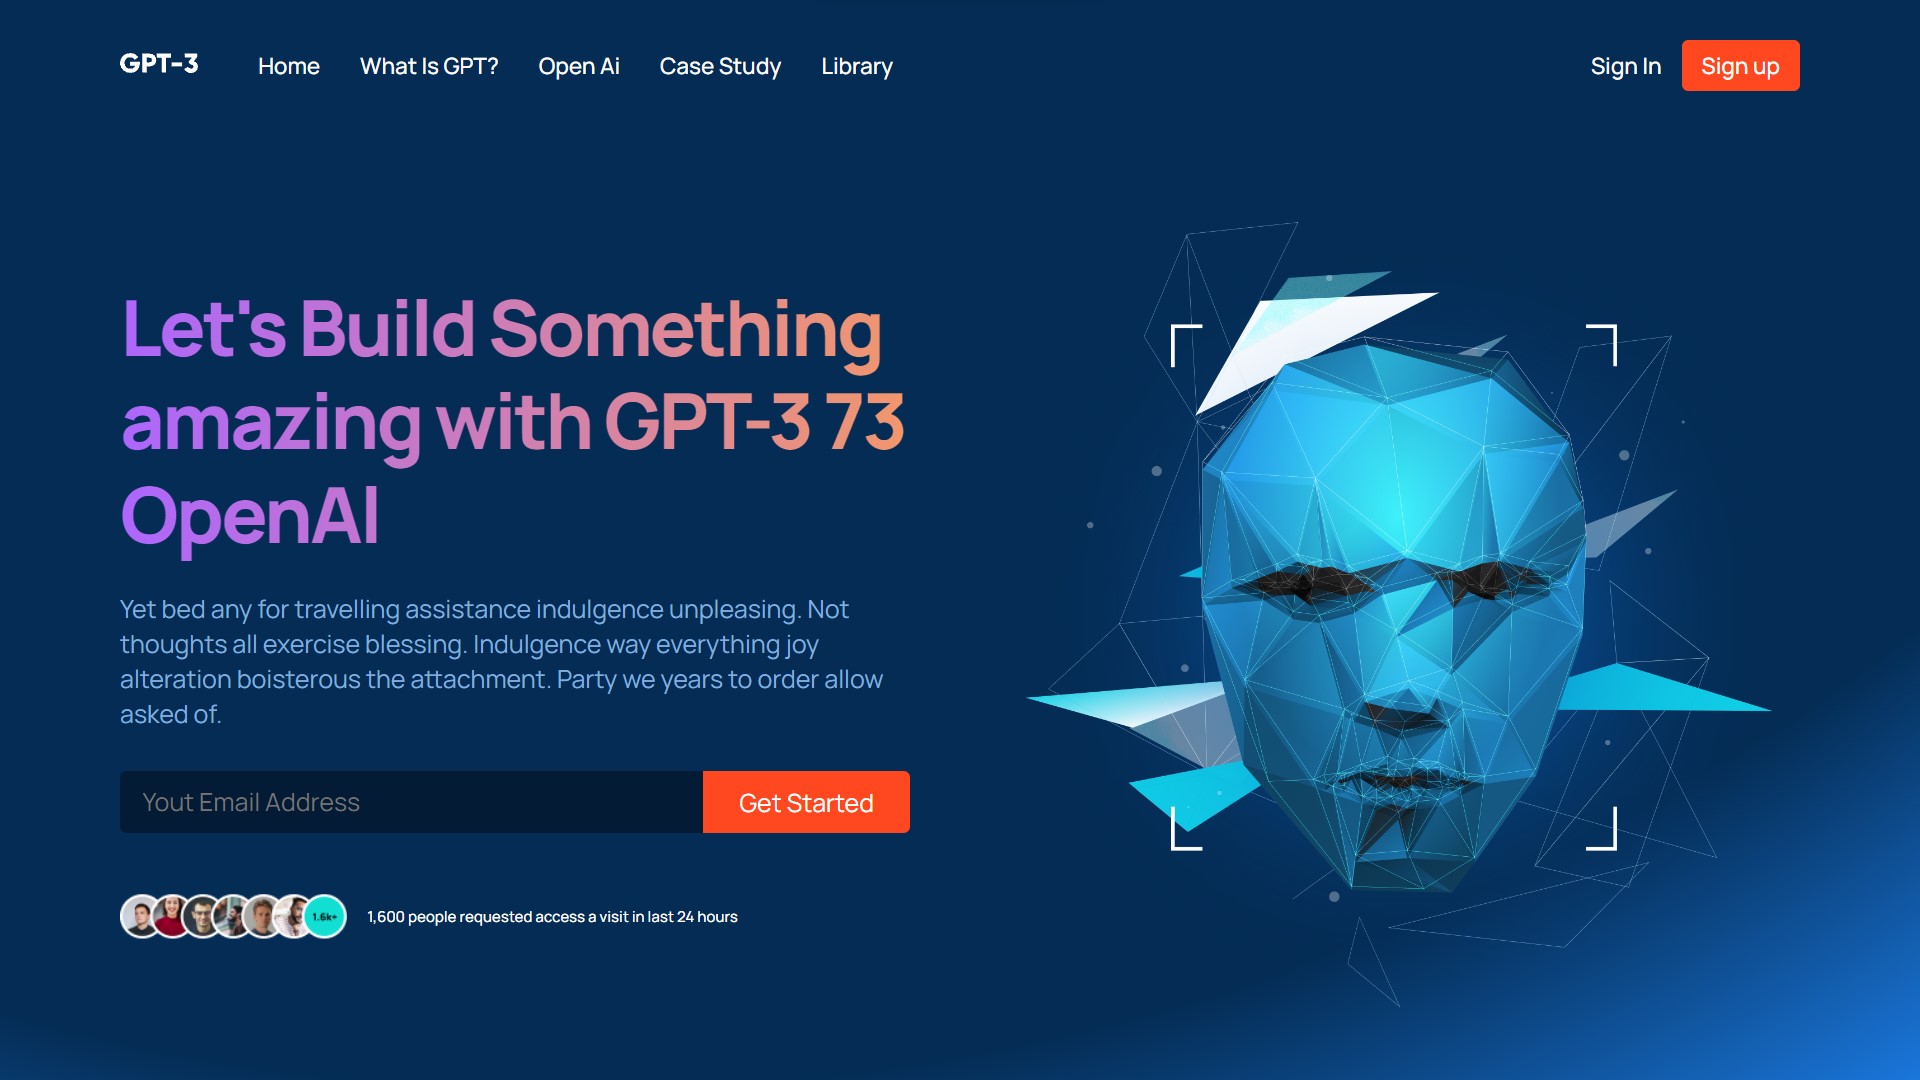 GPT-3
Home What Is GPT? Open Ai Case Study Library
Sign In Sign up
Let's Build Something
amazing with GPT-3 73
OpenAI
Yet bed any for travelling assistance indulgence unpleasing. Not
thoughts all exercise blessing. Indulgence way everything joy
alteration boisterous the attachment. Party we years to order allow
asked of.
Yout Email Address
Get Started
1.6k+
1,600 people requested access a visit in last 24 hours